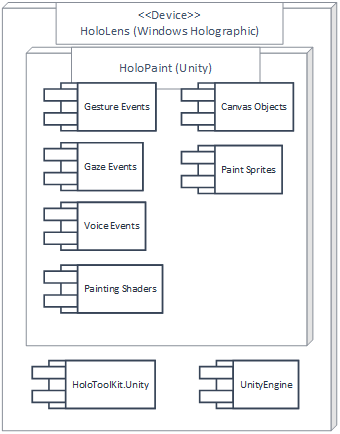 <<Device>>
HoloLens (Windows Holographic)
HoloPaint (Unity)
Gesture Events
Canvas Objects
Gaze Events
Paint Sprites
Voice Events
Painting Shaders
HoloToolKit.Unity
UnityEngine